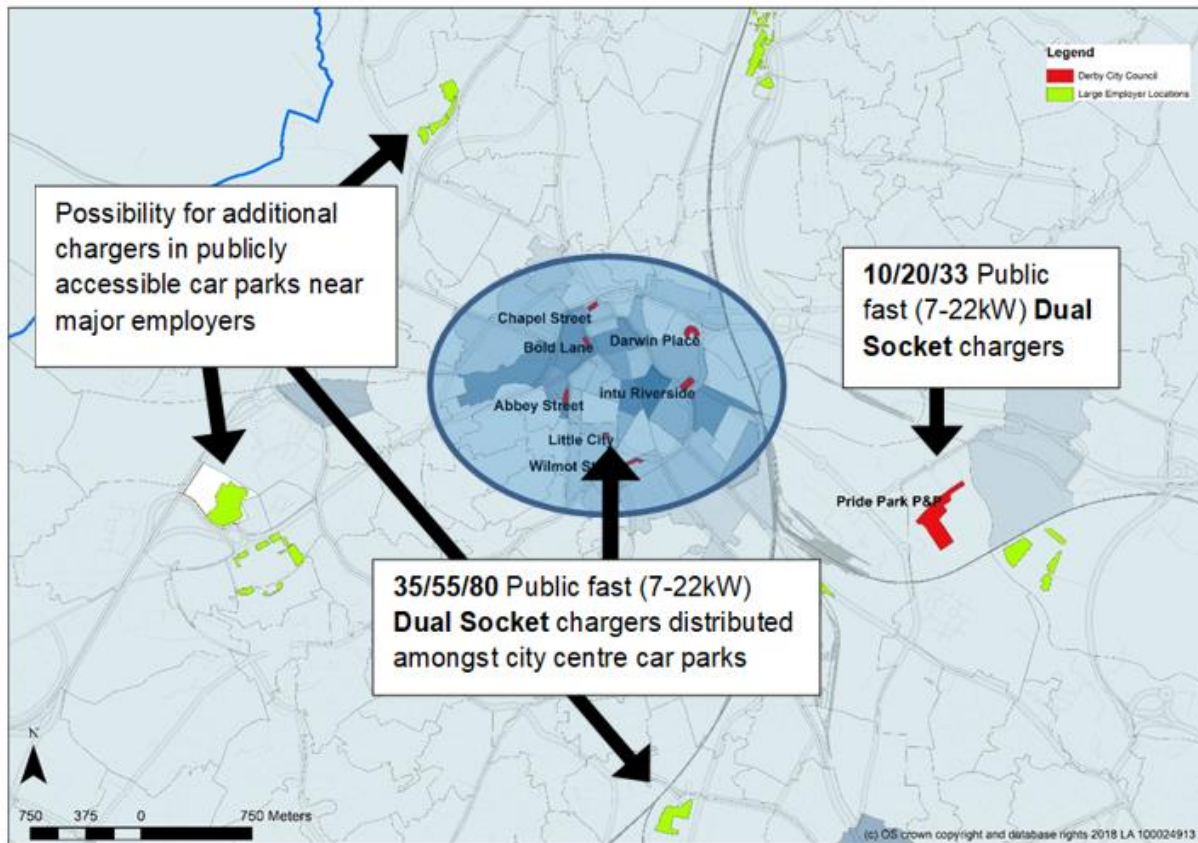 Legend
Derby City Council
Large Employer Locations
Possibility for additional
chargers in publicly
accessible car parks near
major employers
10/20/33 Public
fast (7-22kW) Dual
Socket chargers
Chapel Street
Bold Lane
Darwin Place
Abbey Street
intu Riverside
Little City
Wilmot St
Pride Park P&
35/55/80 Public fast (7-22kW)
Dual Socket chargers distributed
amongst city centre car parks
N
750 375 0 750 Meters
(c) OS crown copyright and database rights 2018 LA 100024913